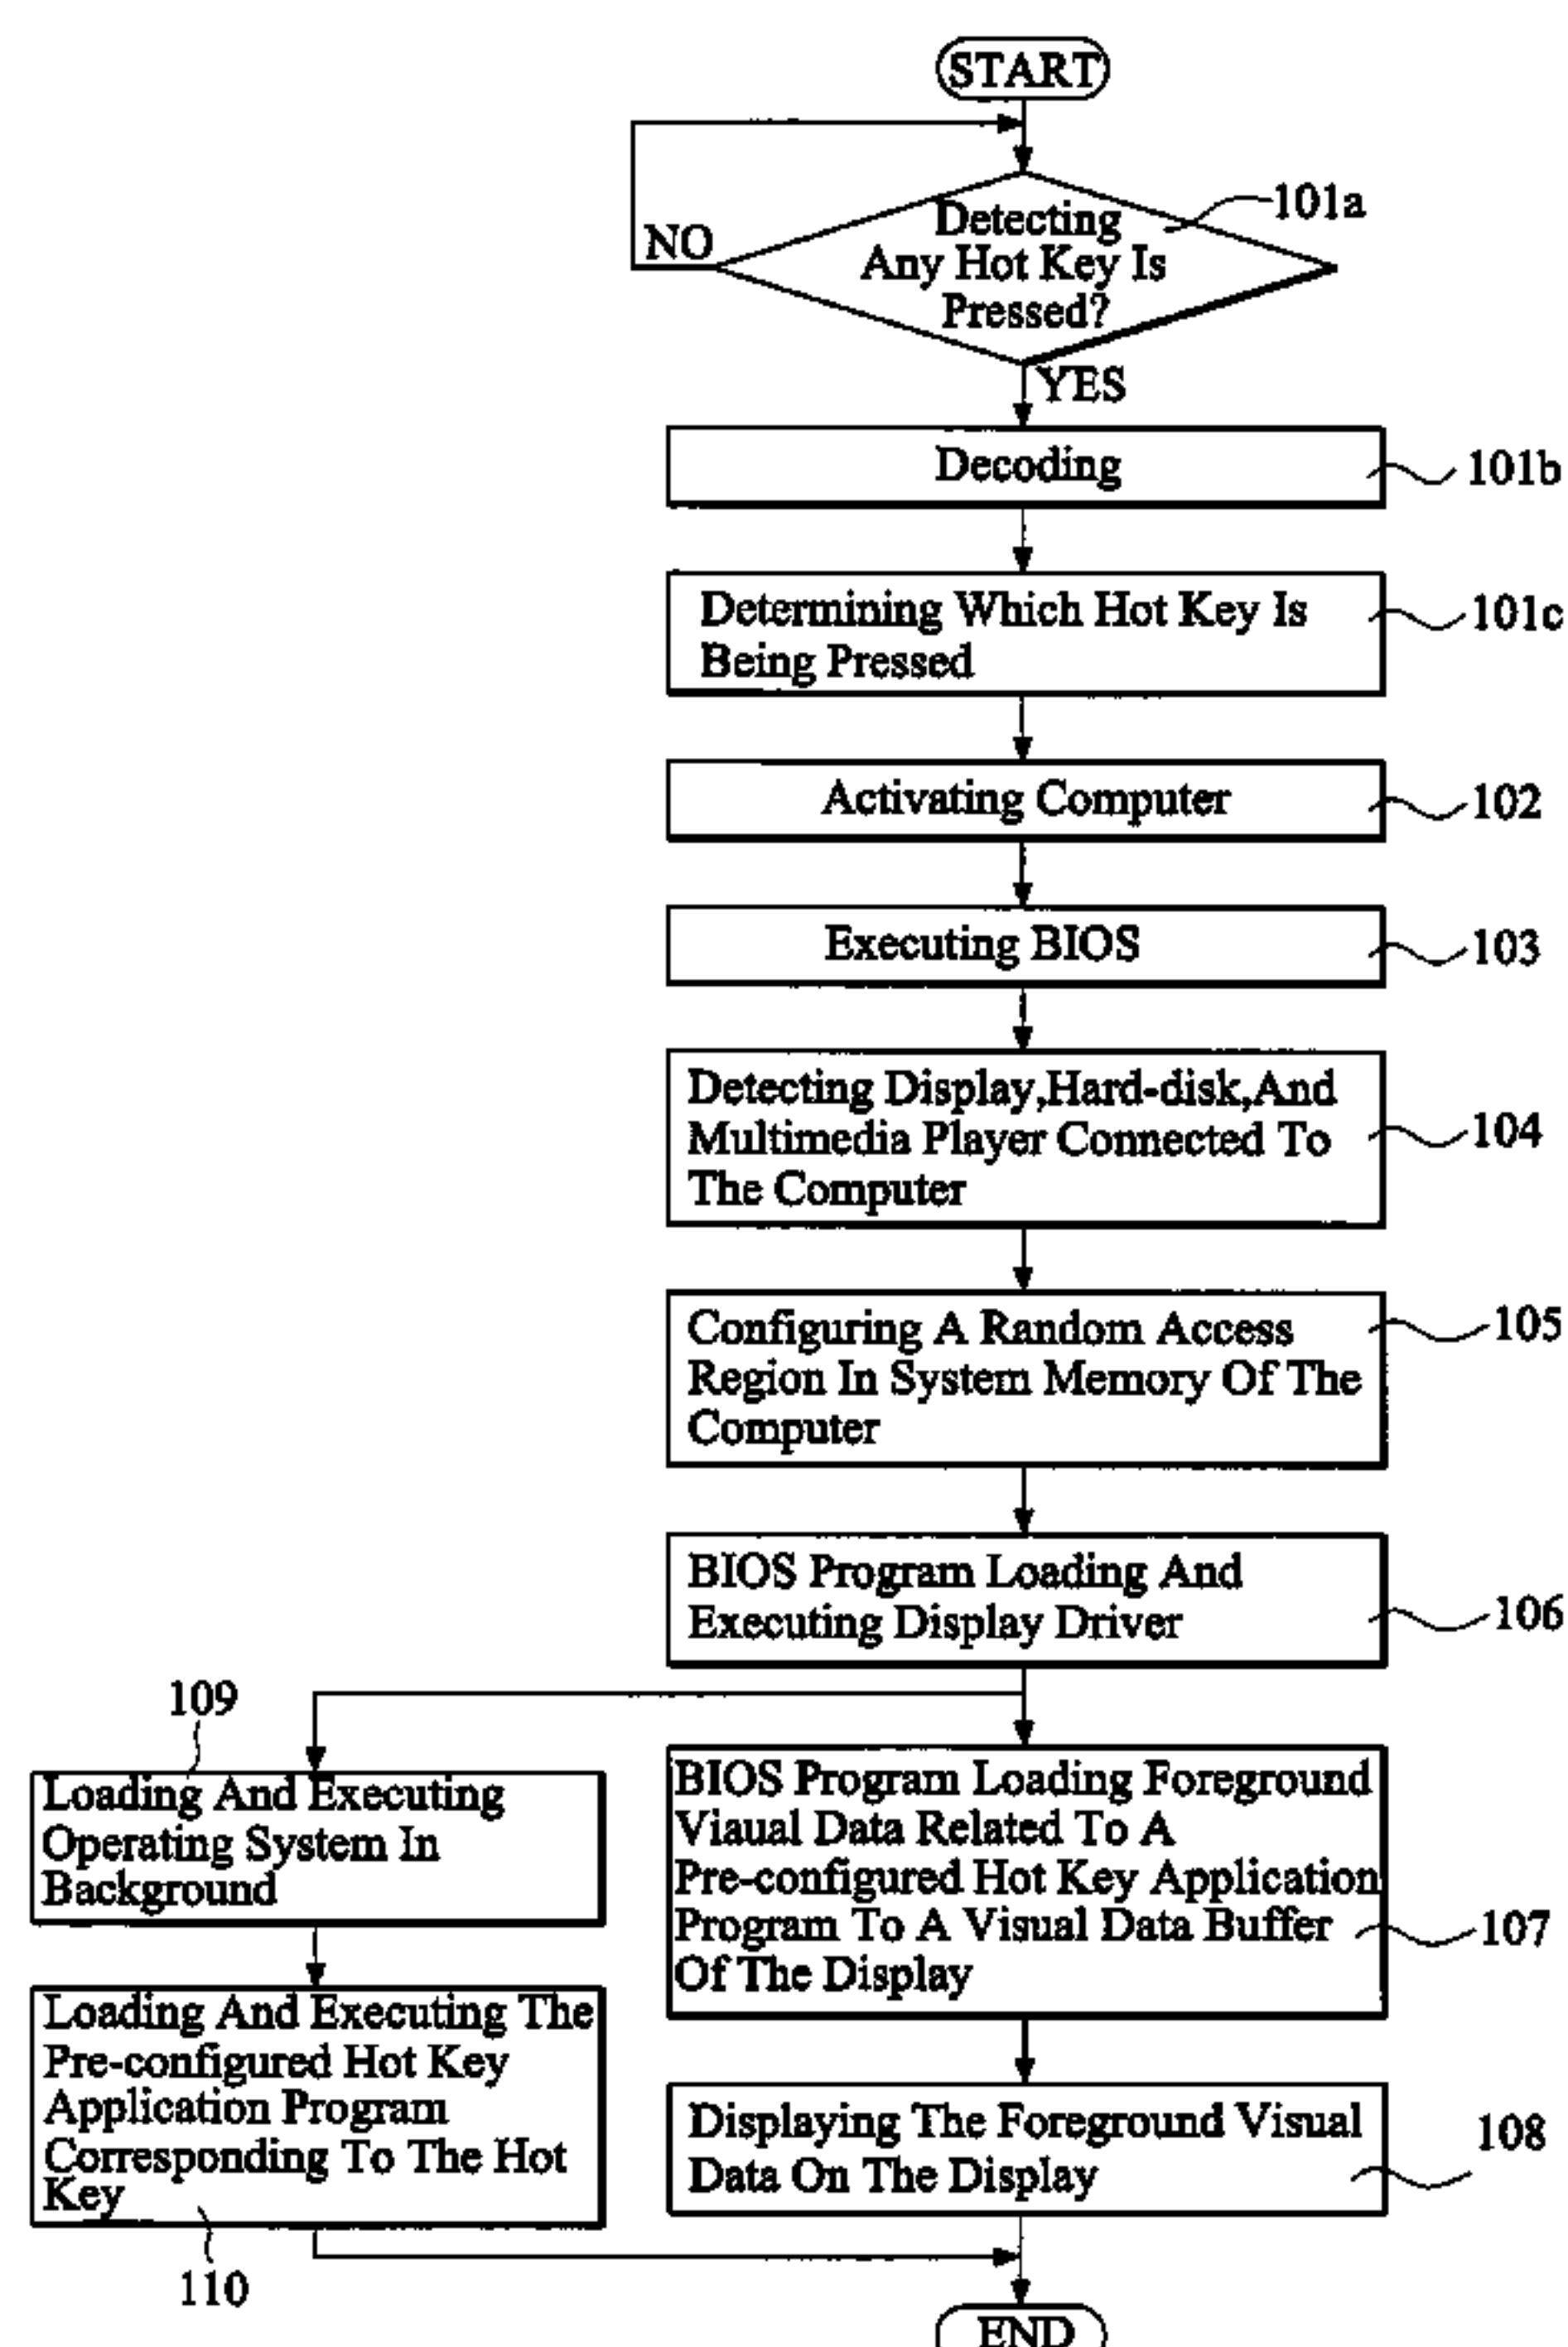 START
NO
Detecting
Any Hot Key Is
Pressed?
101a
YES
Decoding
101b
Determining Which Hot Key Is
Being Pressed
101c
Activating Computer
102
Executing BIOS
103
Detecting Display,Hard-disk,And
Multimedia Player Connected To
The Computer
104
Configuring A Random Access
Region In System Memory Of The
Computer
105
BIOS Program Loading And
Executing Display Driver
106
109
Loading And Executing
Operating System In
Background
BIOS Program Loading Foreground
Viaual Data Related To A
Pre-configured Hot Key Application
Program To A Visual Data Buffer
Of The Display
107
Loading And Executing The
Pre-configured Hot Key
Application Program
Corresponding To The Hot
Key
110
Displaying The Foreground Visual
Data On The Display
108
END